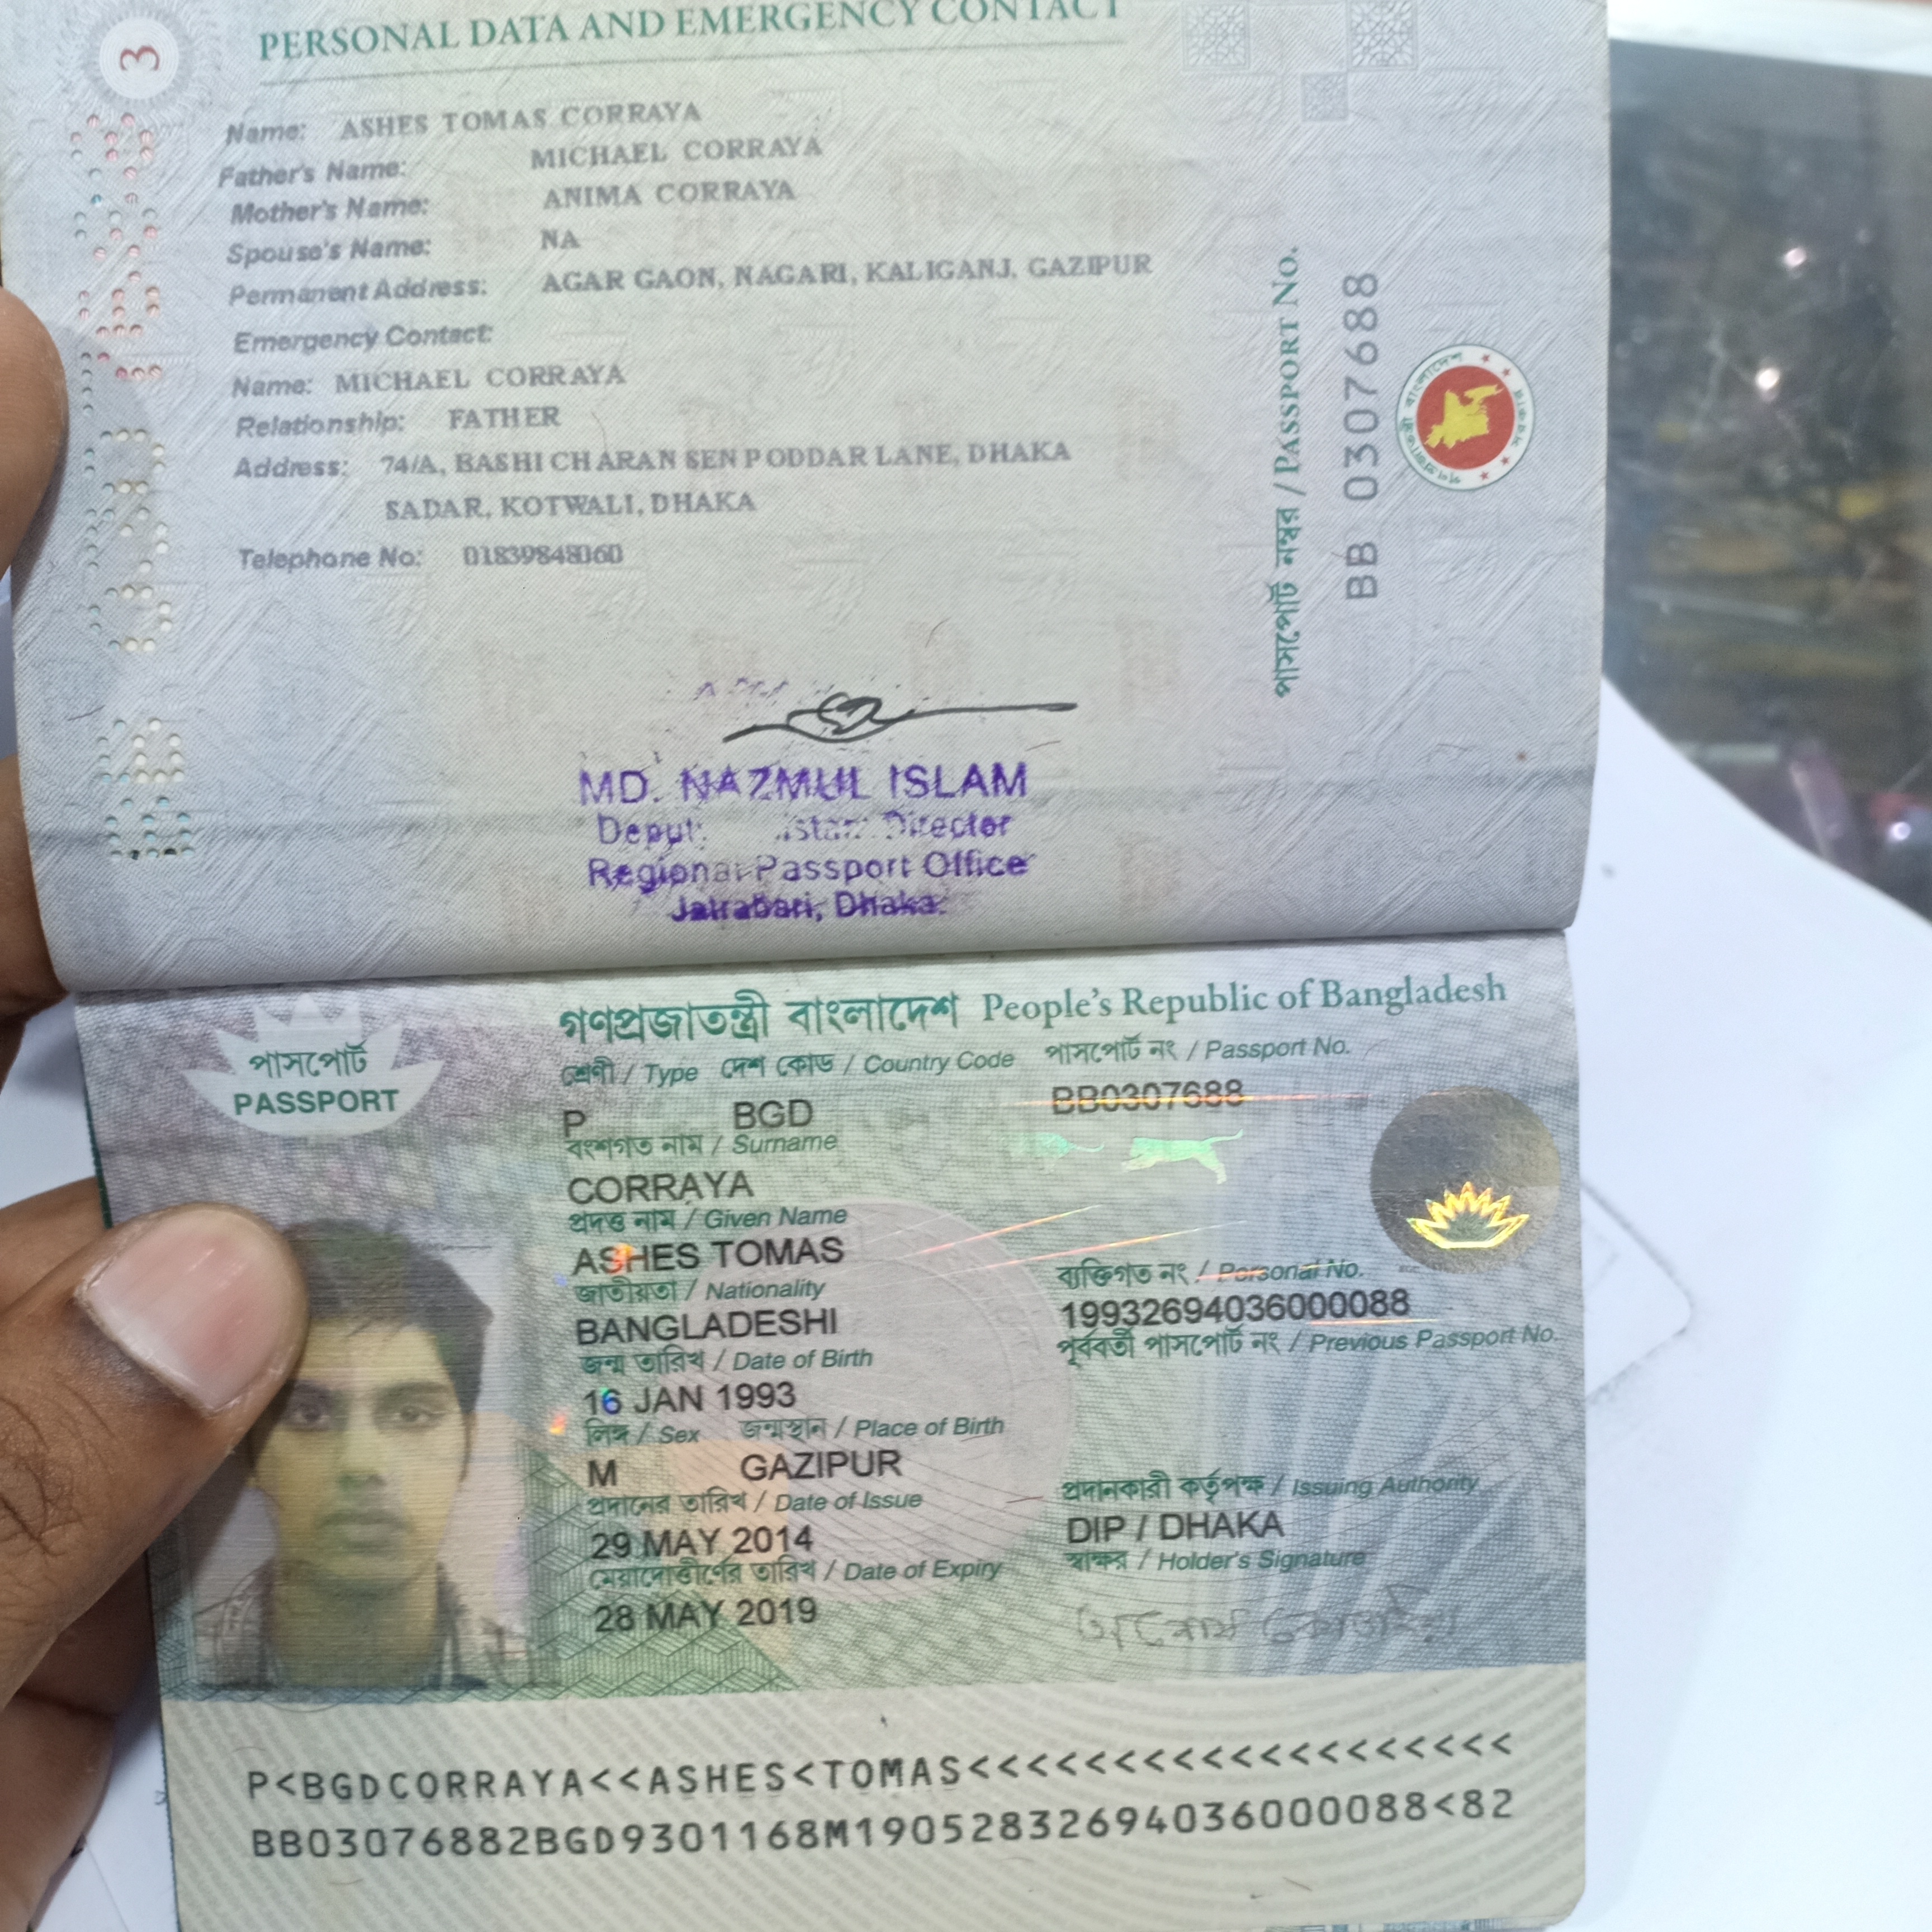 3
PERSONAL DATA AND EMERGENCY CONTACT
Name: ASHES TOMAS CORRAYA
Father's Name: MICHAEL CORRAYA
Mother's Name: ANIMA CORRAYA
Spouse's Name: NA
Permanent Address: AGAR GAON, NAGARI, KALIGANJ, GAZIPUR
Emergency Contact:
Name: MICHAEL CORRAYA
Relationship: FATHER
Address: 74/A, BASHI CHARAN SEN PODDAR LANE, DHAKA
SADAR, KOTWALI, DHAKA
Telephone No: 01839848060
পাসপোর্ট নম্বর / PASSPORT No.
BB 0307688
MD. NAZMUL ISLAM
Director
Regional Passport Office
Jatrabari, Dhaka.
গণপ্রজাতন্ত্রী বাংলাদেশ People's Republic of Bangladesh
পাসপোর্ট
PASSPORT
শ্রেণী / Type দেশ কোড / Country Code পাসপোর্ট নং / Passport No.
P BGD BB0307688
বংশগত নাম / Surname
CORRAYA
প্রদত্ত নাম / Given Name
ASHES TOMAS
জাতীয়তা / Nationality ব্যক্তিগত নং / Personal No.
BANGLADESHI 19932694036000088
জন্ম তারিখ / Date of Birth পূর্ববর্তী পাসপোর্ট নং / Previous Passport No.
16 JAN 1993
লিঙ্গ / Sex জন্মস্থান / Place of Birth
M GAZIPUR
প্রদানের তারিখ / Date of Issue প্রদানকারী কর্তৃপক্ষ / Issuing Authority
29 MAY 2014 DIP / DHAKA
মেয়াদোত্তীর্ণের তারিখ / Date of Expiry স্বাক্ষর / Holder's Signature
28 MAY 2019
P<BGDCORRAYA<<ASHES<TOMAS<<<<<<<<<<<<<<<<<<<
BB03076882BGD9301168M1905283269403600​0088<82